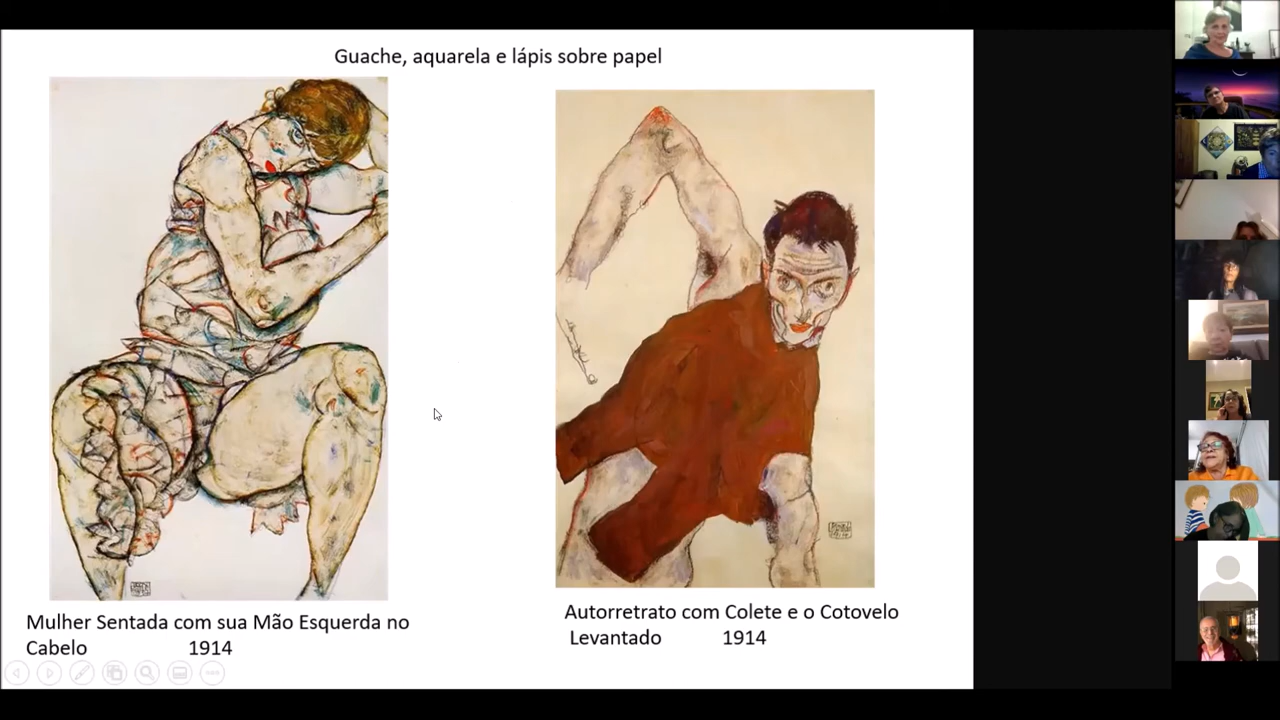 Guache, aquarela e lápis sobre papel
Mulher Sentada com sua Mão Esquerda no
Cabelo 1914
Autorretrato com Colete e o Cotovelo
Levantado 1914